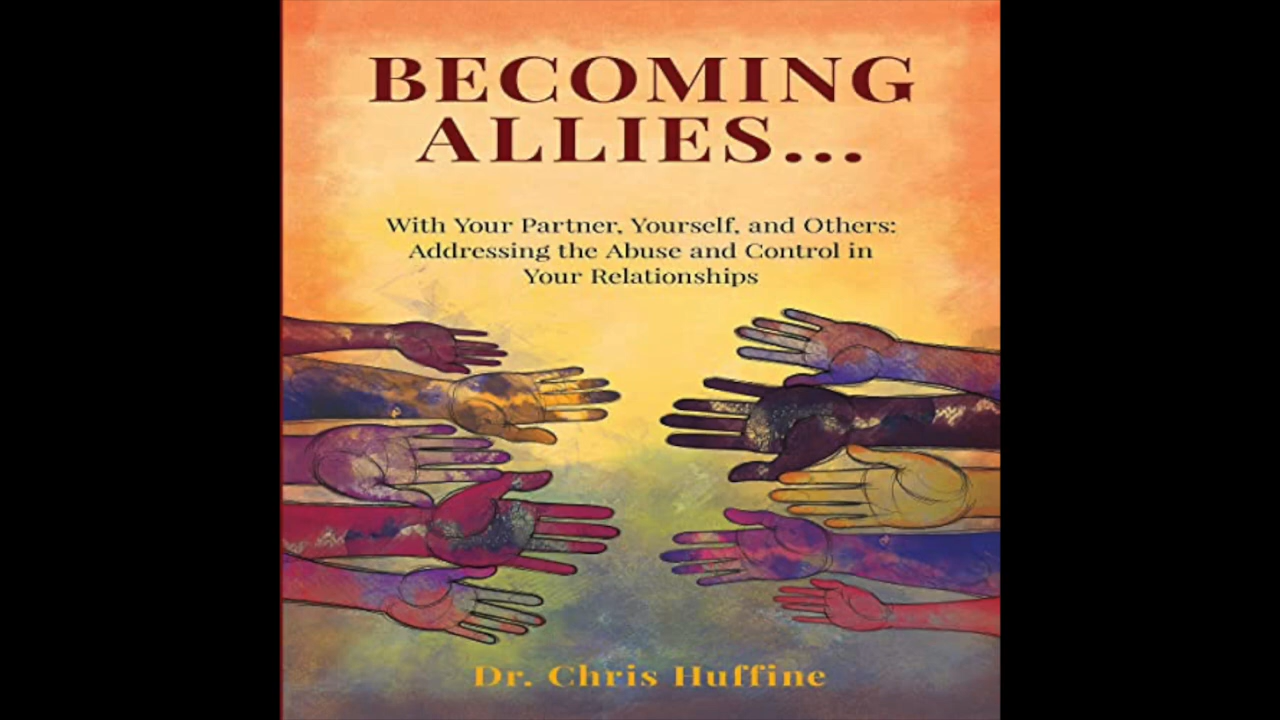 BECOMING
ALLIES...
With Your Partner, Yourself, and Others:
Addressing the Abuse and Control in
Your Relationships
Dr. Chris Huffine